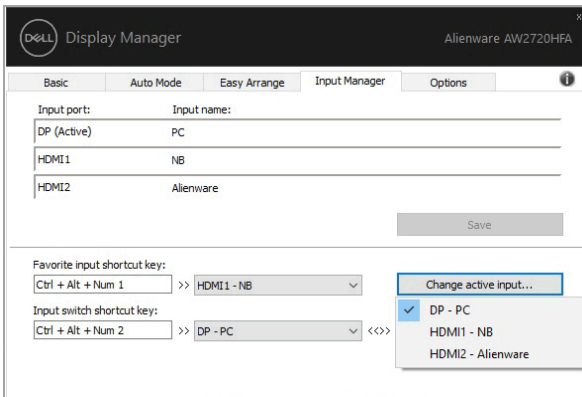 DELL Display Manager Alienware AW2720HFA
Basic Auto Mode Easy Arrange Input Manager Options
Input port: Input name:
DP (Active) PC
HDMI1 NB
HDMI2 Alienware
Save
Favorite input shortcut key:
Ctrl + Alt + Num 1 >> HDMI1 - NB Change active input...
Input switch shortcut key:
Ctrl + Alt + Num 2 >> DP - PC <<>>
DP - PC
HDMI1 - NB
HDMI2 - Alienware